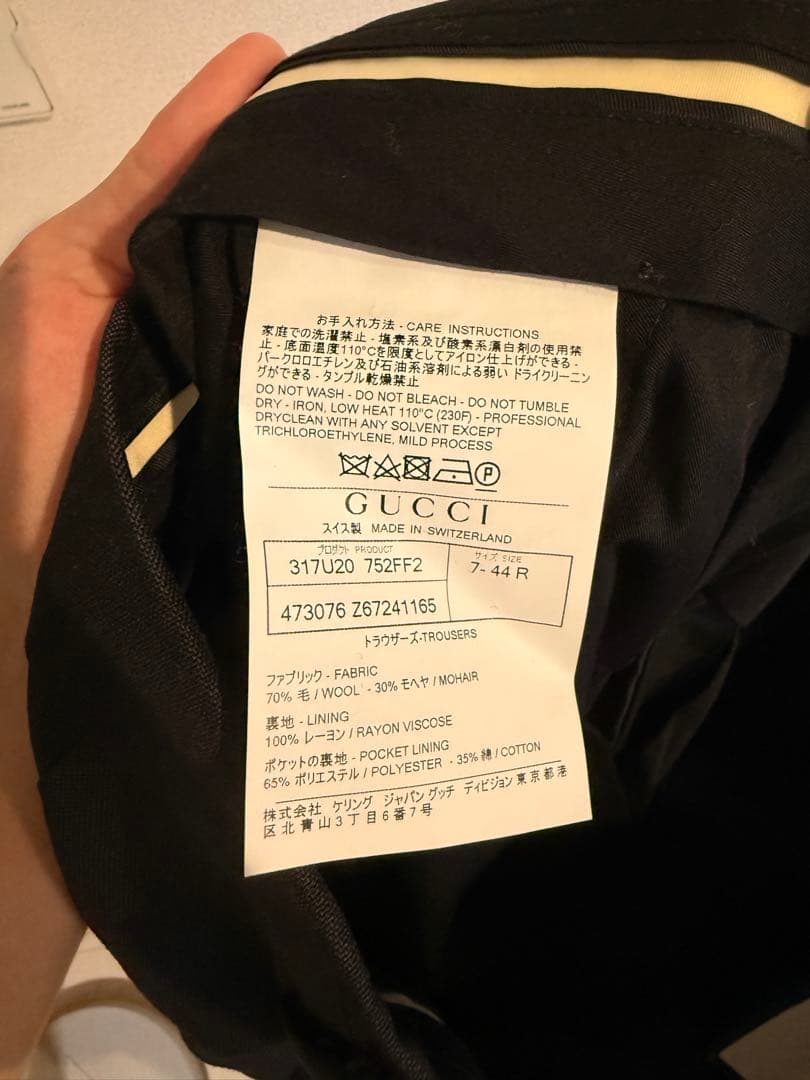 お手入れ方法 - CARE INSTRUCTIONS
家庭での洗濯禁止 - 塩素系及び酸素系漂白剤の使用禁
止 - 底面温度110°Cを限度としてアイロン仕上げができる -
パークロロエチレン及び石油系溶剤による弱い ドライクリーニン
グができる - タンブル乾燥禁止
DO NOT WASH - DO NOT BLEACH - DO NOT TUMBLE
DRY - IRON, LOW HEAT 110°C (230F) - PROFESSIONAL
DRYCLEAN WITH ANY SOLVENT EXCEPT
TRICHLOROETHYLENE, MILD PROCESS
P
GUCCI
スイス製 MADE IN SWITZERLAND
プロダクト PRODUCT
317U20 752FF2
サイズ SIZE
7- 44 R
473076 Z67241165
トラウザーズ-TROUSERS
ファブリック - FABRIC
70% 毛 / WOOL - 30% モヘヤ / MOHAIR
裏地 - LINING
100% レーヨン / RAYON VISCOSE
ポケットの裏地 - POCKET LINING
65% ポリエステル / POLYESTER - 35% 綿 / COTTON
株式会社 ケリング ジャパン グッチ ディビジョン 東京都 港
区北青山3丁目6番7号